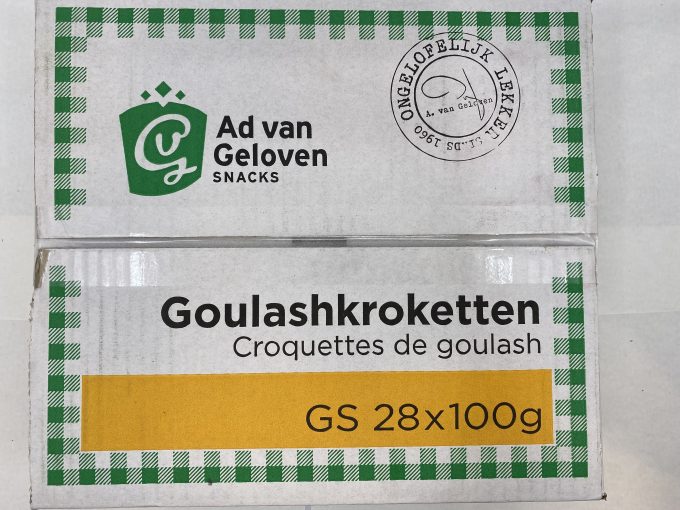 Ad van
Geloven
SNACKS
ONGELOFELIJK LEKKER SINDS 1960
A. van Geloven
Goulashkroketten
Croquettes de goulash
GS 28x100g